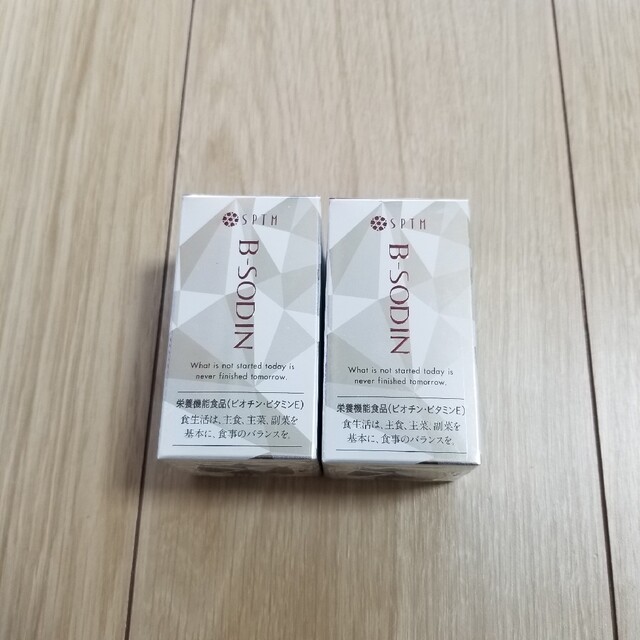 SPTM
B-SODIN
What is not started today is
never finished tomorrow.
栄養機能食品(ビオチン・ビタミンE)
食生活は、主食、主菜、副菜を
基本に、食事のバランスを。
SPTM
B-SODIN
What is not started today is
never finished tomorrow.
栄養機能食品(ビオチン・ビタミンE)
食生活は、主食、主菜、副菜を
基本に、食事のバランスを。